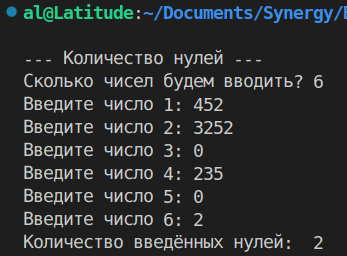 al@Latitude:~/Documents/Synergy/
--- Количество нулей ---
Сколько чисел будем вводить? 6
Введите число 1: 452
Введите число 2: 3252
Введите число 3: 0
Введите число 4: 235
Введите число 5: 0
Введите число 6: 2
Количество введённых нулей:  2